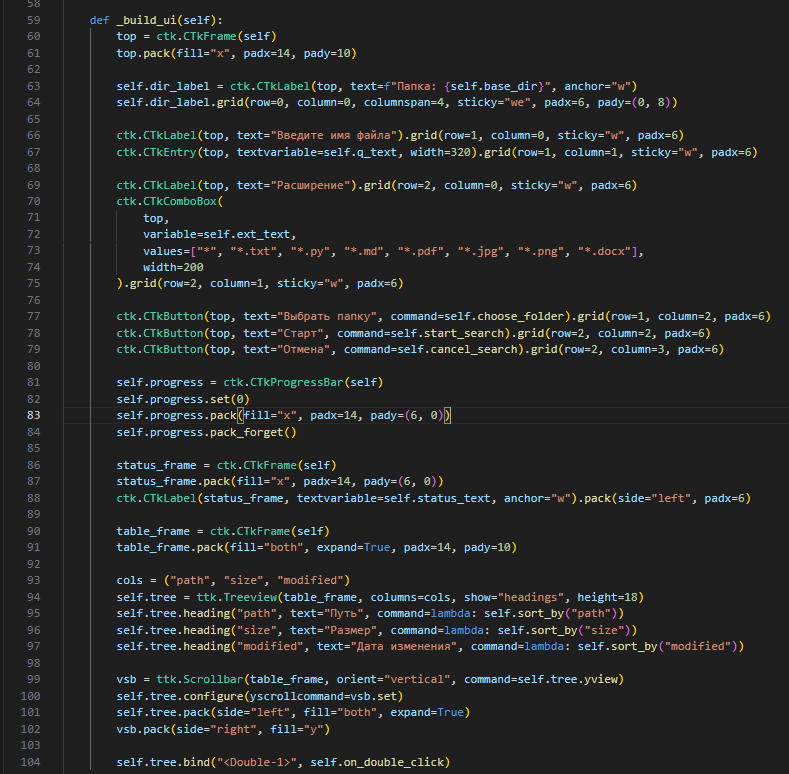 58
59 def _build_ui(self):
60 top = ctk.CTkFrame(self)
61 top.pack(fill="x", padx=14, pady=10)
62
63 self.dir_label = ctk.CTkLabel(top, text=f"Папка: {self.base_dir}", anchor="w")
64 self.dir_label.grid(row=0, column=0, columnspan=4, sticky="we", padx=6, pady=(0, 8))
65
66 ctk.CTkLabel(top, text="Введите имя файла").grid(row=1, column=0, sticky="w", padx=6)
67 ctk.CTkEntry(top, textvariable=self.q_text, width=320).grid(row=1, column=1, sticky="w", padx=6)
68
69 ctk.CTkLabel(top, text="Расширение").grid(row=2, column=0, sticky="w", padx=6)
70 ctk.CTkComboBox(
71 top,
72 variable=self.ext_text,
73 values=["*", "*.txt", "*.py", "*.md", "*.pdf", "*.jpg", "*.png", "*.docx"],
74 width=200
75 ).grid(row=2, column=1, sticky="w", padx=6)
76
77 ctk.CTkButton(top, text="Выбрать папку", command=self.choose_folder).grid(row=1, column=2, padx=6)
78 ctk.CTkButton(top, text="Старт", command=self.start_search).grid(row=2, column=2, padx=6)
79 ctk.CTkButton(top, text="Отмена", command=self.cancel_search).grid(row=2, column=3, padx=6)
80
81 self.progress = ctk.CTkProgressBar(self)
82 self.progress.set(0)
83 self.progress.pack(fill="x", padx=14, pady=(6, 0))
84 self.progress.pack_forget()
85
86 status_frame = ctk.CTkFrame(self)
87 status_frame.pack(fill="x", padx=14, pady=(6, 0))
88 ctk.CTkLabel(status_frame, textvariable=self.status_text, anchor="w").pack(side="left", padx=6)
89
90 table_frame = ctk.CTkFrame(self)
91 table_frame.pack(fill="both", expand=True, padx=14, pady=10)
92
93 cols = ("path", "size", "modified")
94 self.tree = ttk.Treeview(table_frame, columns=cols, show="headings", height=18)
95 self.tree.heading("path", text="Путь", command=lambda: self.sort_by("path"))
96 self.tree.heading("size", text="Размер", command=lambda: self.sort_by("size"))
97 self.tree.heading("modified", text="Дата изменения", command=lambda: self.sort_by("modified"))
98
99 vsb = ttk.Scrollbar(table_frame, orient="vertical", command=self.tree.yview)
100 self.tree.configure(yscrollcommand=vsb.set)
101 self.tree.pack(side="left", fill="both", expand=True)
102 vsb.pack(side="right", fill="y")
103
104 self.tree.bind("<Double-1>", self.on_double_click)